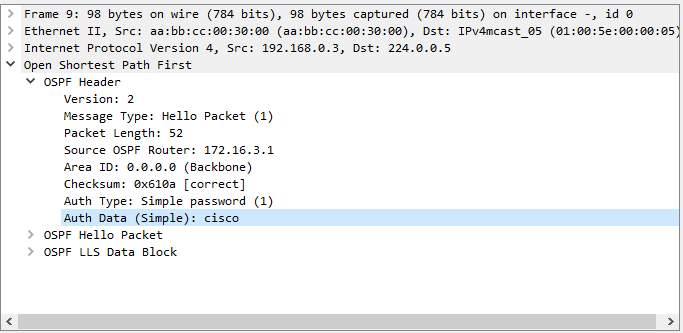 Frame 9: 98 bytes on wire (784 bits), 98 bytes captured (784 bits) on interface -, id 0
Ethernet II, Src: aa:bb:cc:00:30:00 (aa:bb:cc:00:30:00), Dst: IPv4mcast_05 (01:00:5e:00:00:05)
Internet Protocol Version 4, Src: 192.168.0.3, Dst: 224.0.0.5
Open Shortest Path First
OSPF Header
Version: 2
Message Type: Hello Packet (1)
Packet Length: 52
Source OSPF Router: 172.16.3.1
Area ID: 0.0.0.0 (Backbone)
Checksum: 0x610a [correct]
Auth Type: Simple password (1)
Auth Data (Simple): cisco
OSPF Hello Packet
OSPF LLS Data Block